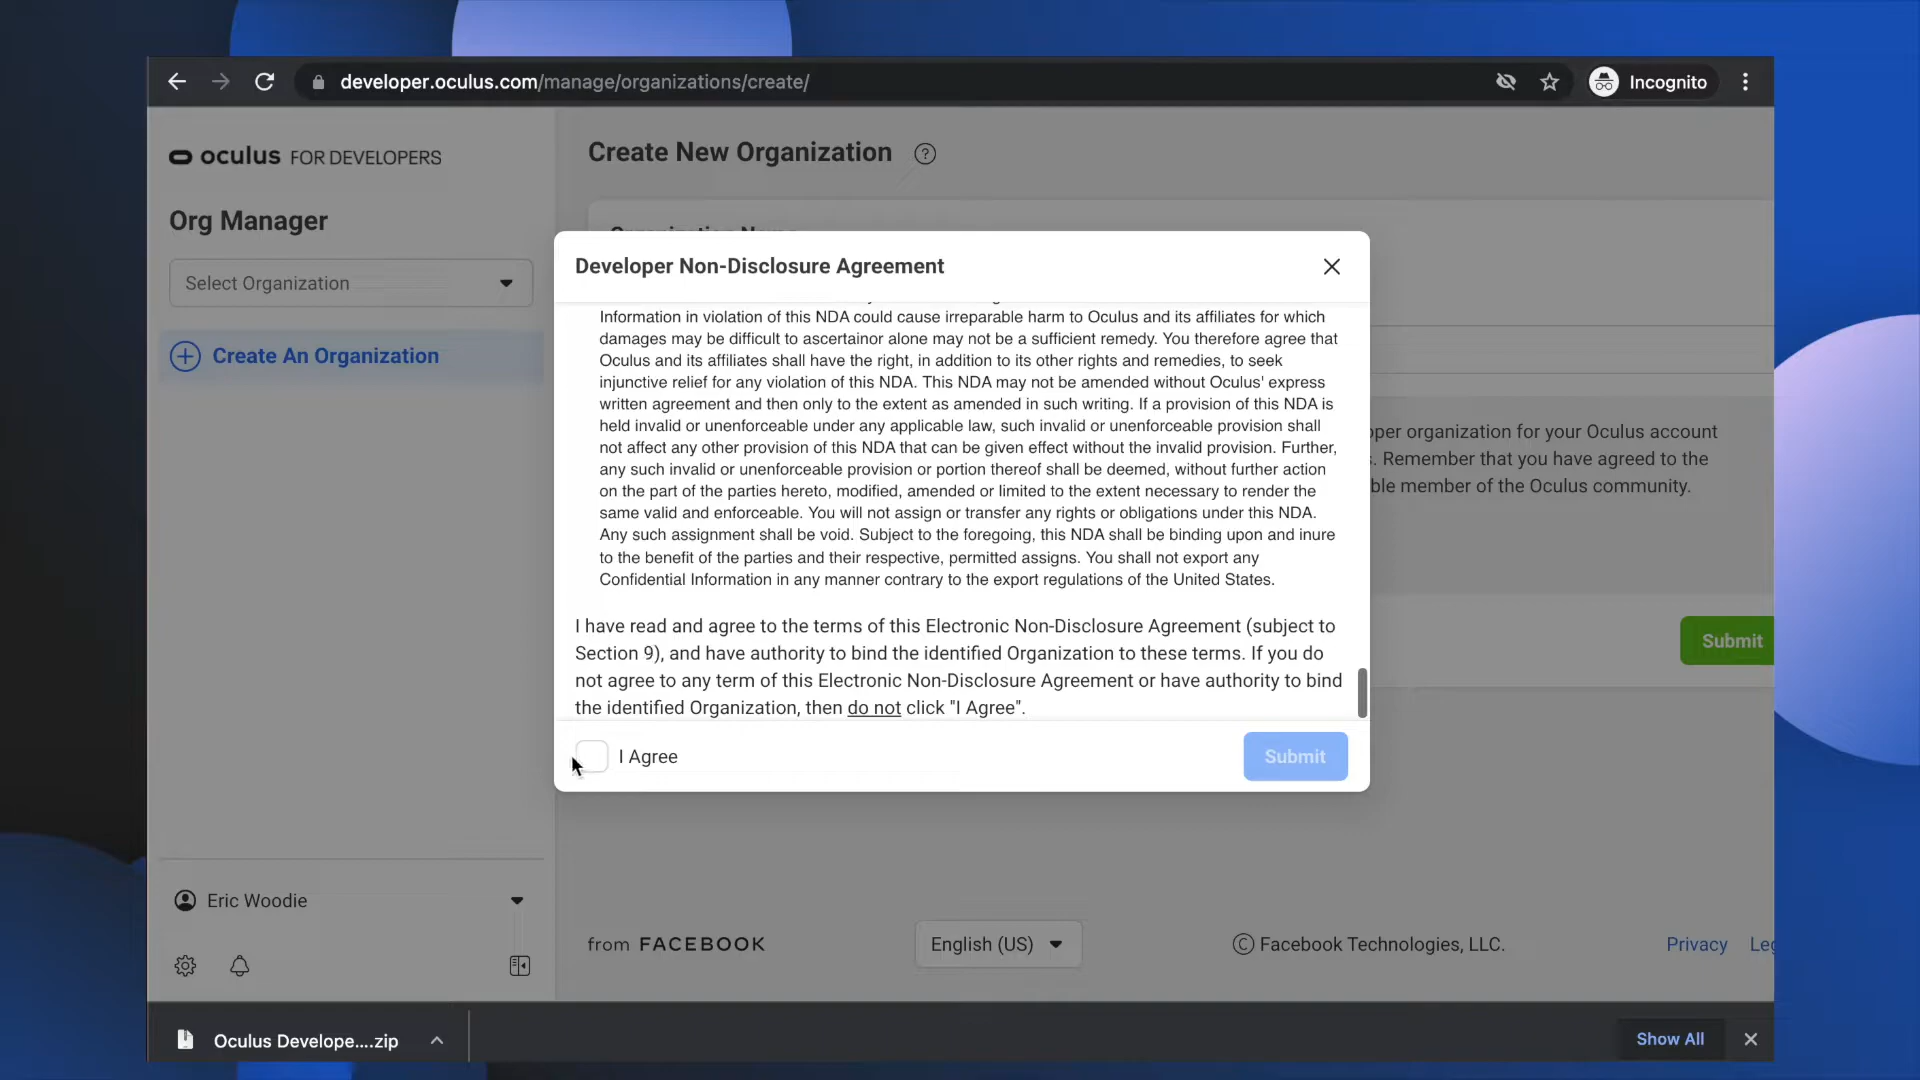 developer.oculus.com/manage/organizations/create/
Incognito
oculus FOR DEVELOPERS
Create New Organization
Org Manager
Select Organization
Create An Organization
Developer Non-Disclosure Agreement
Information in violation of this NDA could cause irreparable harm to Oculus and its affiliates for which
damages may be difficult to ascertainor alone may not be a sufficient remedy. You therefore agree that
Oculus and its affiliates shall have the right, in addition to its other rights and remedies, to seek
injunctive relief for any violation of this NDA. This NDA may not be amended without Oculus' express
written agreement and then only to the extent as amended in such writing. If a provision of this NDA is
held invalid or unenforceable under any applicable law, such invalid or unenforceable provision shall
not affect any other provision of this NDA that can be given effect without the invalid provision. Further,
any such invalid or unenforceable provision or portion thereof shall be deemed, without further action
on the part of the parties hereto, modified, amended or limited to the extent necessary to render the
same valid and enforceable. You will not assign or transfer any rights or obligations under this NDA.
Any such assignment shall be void. Subject to the foregoing, this NDA shall be binding upon and inure
to the benefit of the parties and their respective, permitted assigns. You shall not export any
Confidential Information in any manner contrary to the export regulations of the United States.
I have read and agree to the terms of this Electronic Non-Disclosure Agreement (subject to
Section 9), and have authority to bind the identified Organization to these terms. If you do
not agree to any term of this Electronic Non-Disclosure Agreement or have authority to bind
the identified Organization, then do not click "I Agree".
I Agree
Submit
organization for your Oculus account
. Remember that you have agreed to the
member of the Oculus community.
Submit
Eric Woodie
from FACEBOOK
English (US)
© Facebook Technologies, LLC.
Privacy
Oculus Develope....zip
Show All